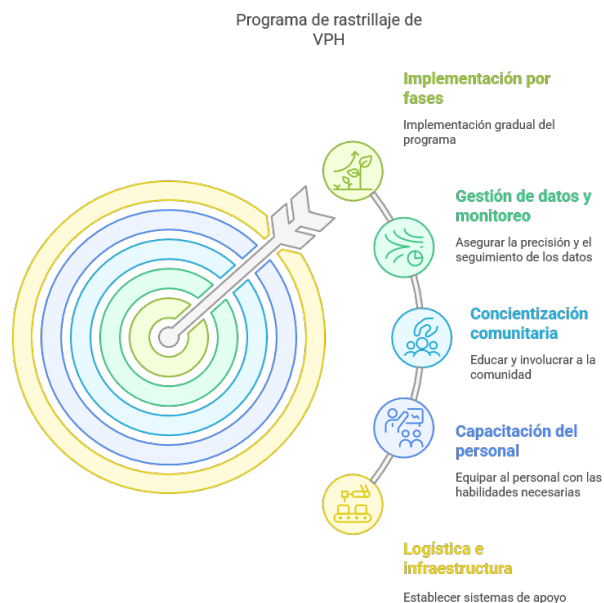 Programa de rastrillaje de
VPH
Implementación por
fases
Implementación gradual del
programa
Gestión de datos y
monitoreo
Asegurar la precisión y el
seguimiento de los datos
Concientización
comunitaria
Educar y involucrar a la
comunidad
Capacitación del
personal
Equipar al personal con las
habilidades necesarias
Logística e
infraestructura
Establecer sistemas de apoyo